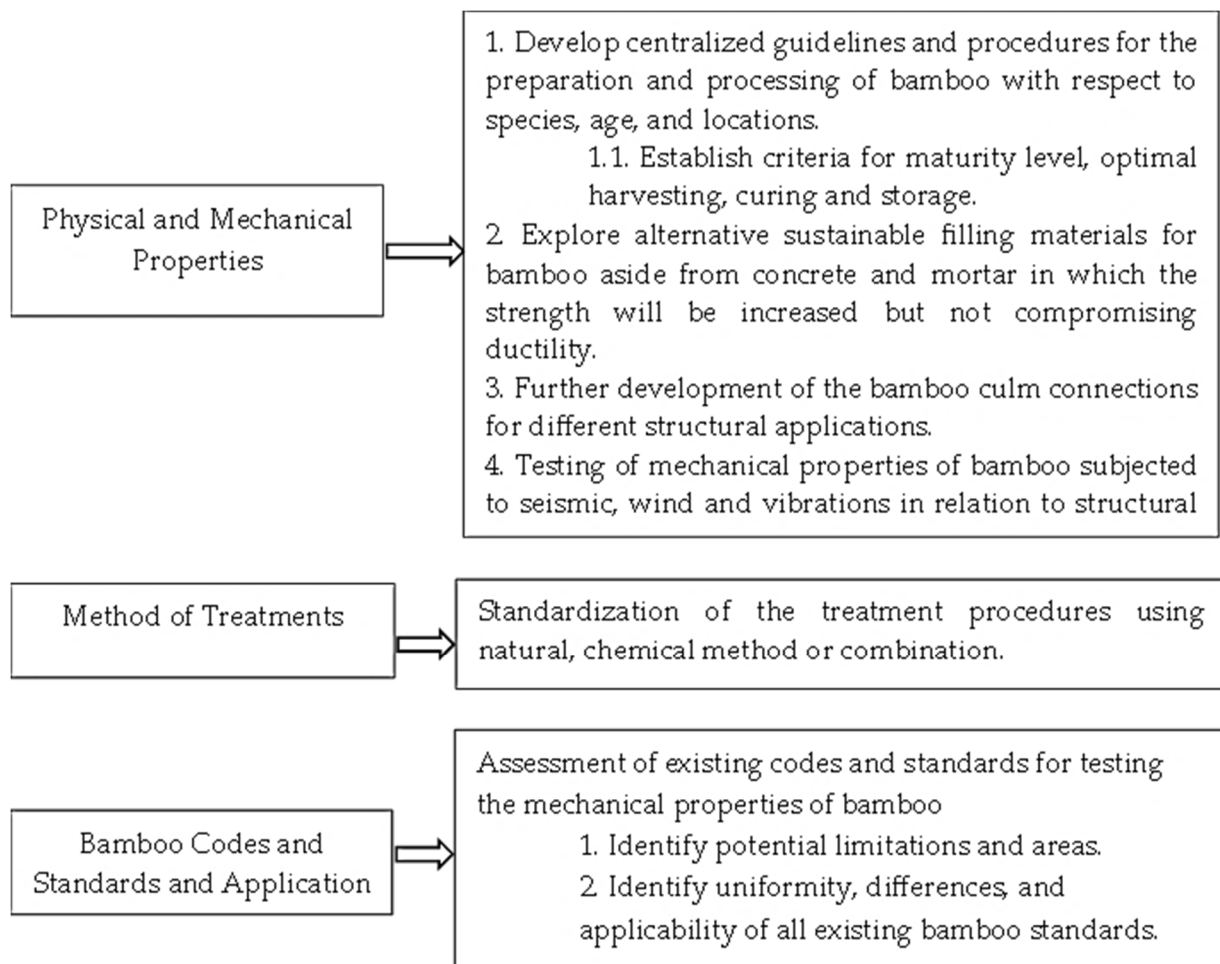 Physical and Mechanical
Properties
1. Develop centralized guidelines and procedures for the
preparation and processing of bamboo with respect to
species, age, and locations.
1.1. Establish criteria for maturity level, optimal
harvesting, curing and storage.
2. Explore alternative sustainable filling materials for
bamboo aside from concrete and mortar in which the
strength will be increased but not compromising
ductility.
3. Further development of the bamboo culm connections
for different structural applications.
4. Testing of mechanical properties of bamboo subjected
to seismic, wind and vibrations in relation to structural
Method of Treatments
Standardization of the treatment procedures using
natural, chemical method or combination.
Bamboo Codes and
Standards and Application
Assessment of existing codes and standards for testing
the mechanical properties of bamboo
1. Identify potential limitations and areas.
2. Identify uniformity, differences, and
applicability of all existing bamboo standards.